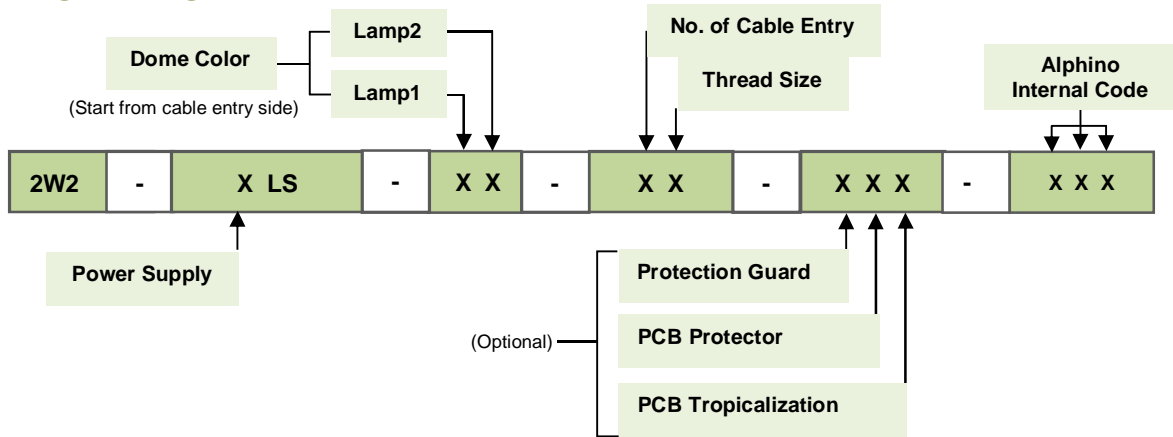 Lamp2
No. of Cable Entry
Dome Color
Alphino
Internal Code
Thread Size
Lamp1
(Start from cable entry side)
2W2 - X LS - X X - X X - X X X - X X X
Power Supply
Protection Guard
(Optional)
PCB Protector
PCB Tropicalization